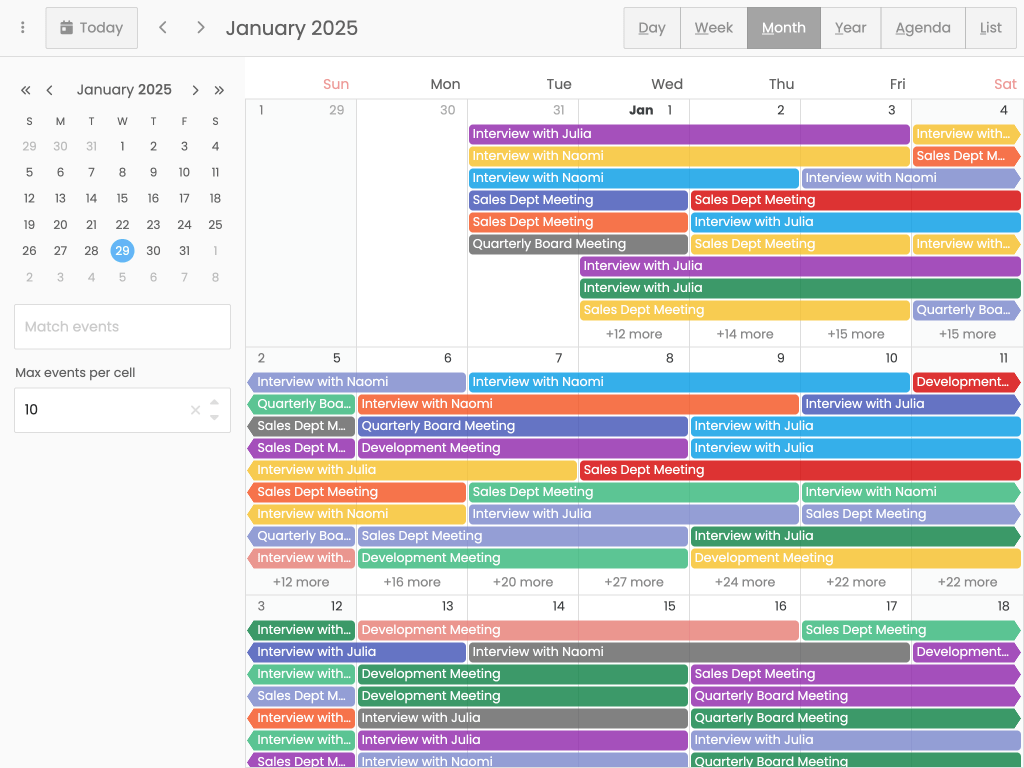 Today
January 2025
Day Week Month Year Agenda List
January 2025
S M T W T F S
29 30 31 1 2 3 4
5 6 7 8 9 10 11
12 13 14 15 16 17 18
19 20 21 22 23 24 25
26 27 28 29 30 31 1
2 3 4 5 6 7 8
Match events
Max events per cell
10
Sun Mon Tue Wed Thu Fri Sat
1 29 30 31 Jan 1 2 3 4
Interview with Julia Interview with...
Interview with Naomi Sales Dept M...
Interview with Naomi Interview with Naomi
Sales Dept Meeting Sales Dept Meeting
Sales Dept Meeting Interview with Julia
Quarterly Board Meeting Sales Dept Meeting Interview with...
Interview with Julia
Interview with Julia
Sales Dept Meeting Quarterly Boa...
+12 more +14 more +15 more +15 more
2 5 6 7 8 9 10 11
Interview with Naomi Interview with Naomi Development...
Quarterly Boa... Interview with Naomi Interview with Julia
Sales Dept M... Quarterly Board Meeting Interview with Julia
Sales Dept M... Development Meeting Interview with Julia
Interview with Julia Sales Dept Meeting
Sales Dept Meeting Sales Dept Meeting Interview with Naomi
Interview with Naomi Interview with Julia Sales Dept Meeting
Quarterly Boa... Sales Dept Meeting Interview with Julia
Interview with... Development Meeting Development Meeting
+12 more +16 more +20 more +27 more +24 more +22 more +22 more
3 12 13 14 15 16 17 18
Interview with... Development Meeting Sales Dept Meeting
Interview with Julia Interview with Naomi Development...
Interview with... Development Meeting Sales Dept Meeting
Sales Dept M... Development Meeting Quarterly Board Meeting
Interview with... Interview with Julia Quarterly Board Meeting
Interview with... Interview with Julia Interview with Julia
Sales Dept M... Interview with Naomi Quarterly Board Meeting